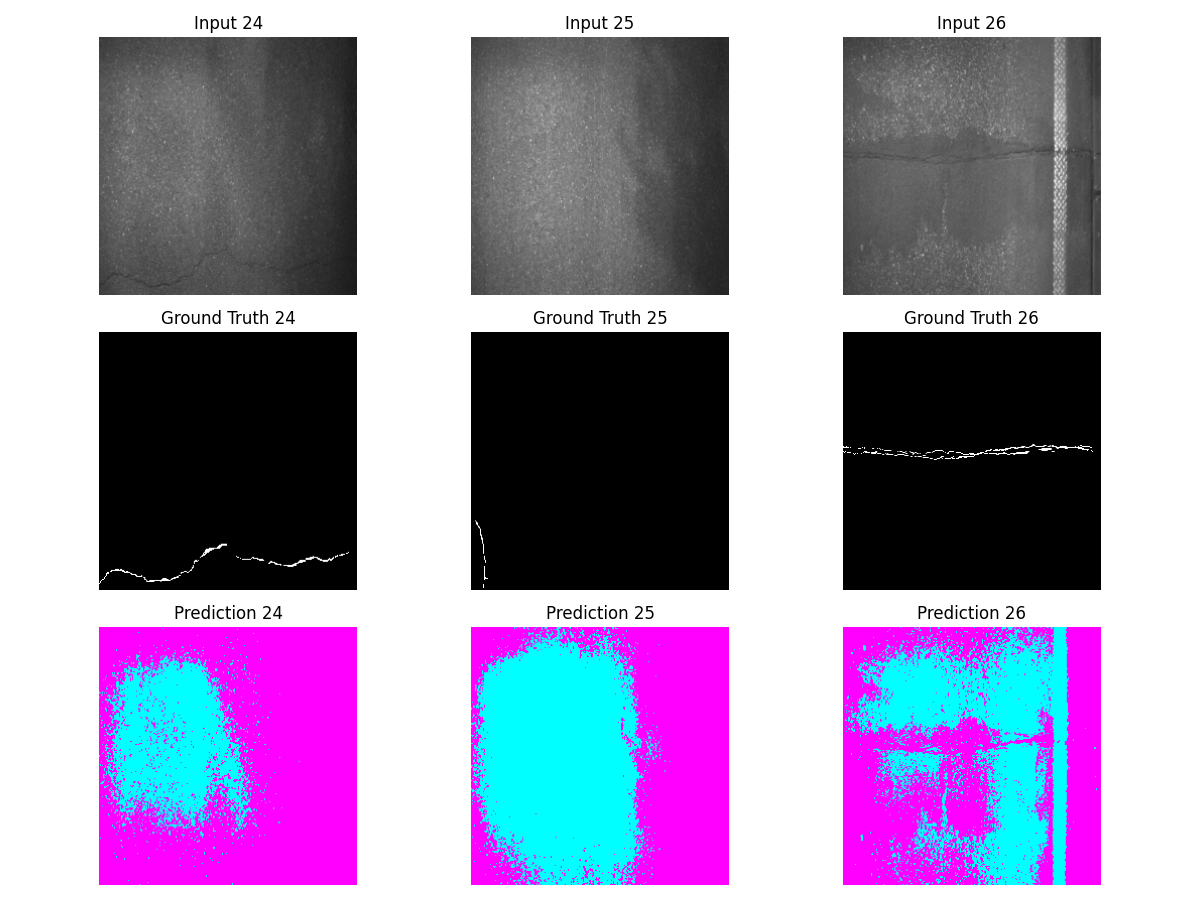 Input 24
Input 25
Input 26
Ground Truth 24
Ground Truth 25
Ground Truth 26
Prediction 24
Prediction 25
Prediction 26